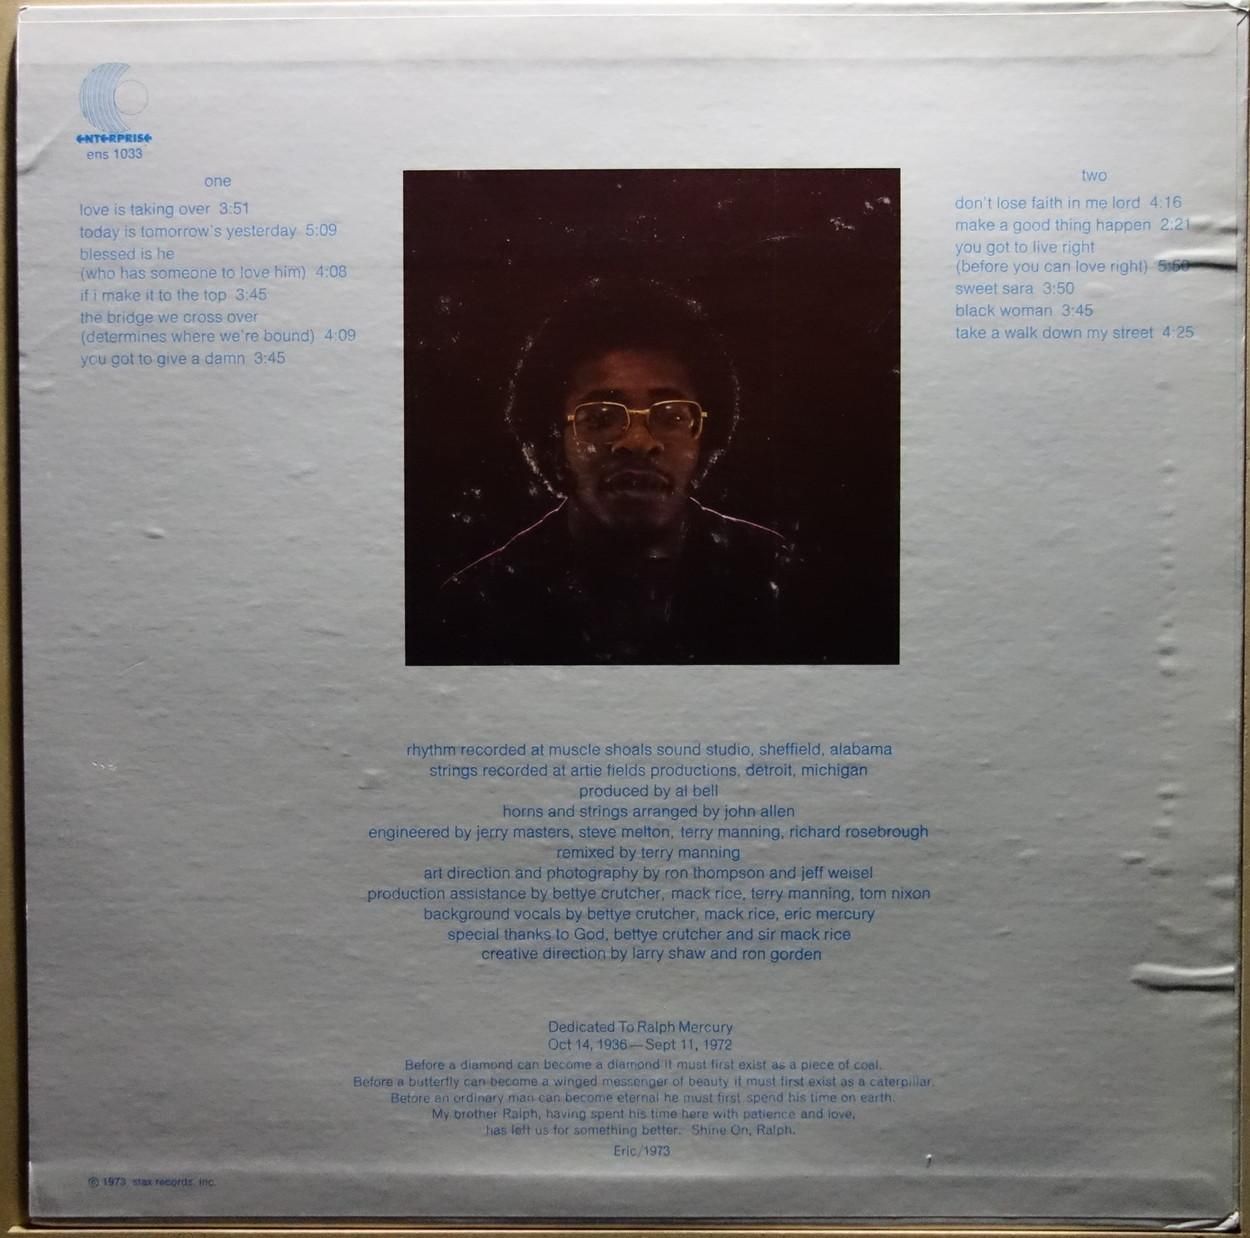 ENTERPRISE
ens 1033
one
love is taking over 3:51
today is tomorrow's yesterday 5:09
blessed is he
(who has someone to love him) 4:08
if i make it to the top 3:45
the bridge we cross over
(determines where we're bound) 4:09
you got to give a damn 3:45
two
don't lose faith in me lord 4:16
make a good thing happen 2:21
you got to live right
(before you can love right) 5:50
sweet sara 3:50
black woman 3:45
take a walk down my street 4:25
rhythm recorded at muscle shoals sound studio, sheffield, alabama
strings recorded at artie fields productions, detroit, michigan
produced by al bell
horns and strings arranged by john allen
engineered by jerry masters, steve melton, terry manning, richard rosebrough
remixed by terry manning
art direction and photography by ron thompson and jeff weisel
production assistance by bettye crutcher, mack rice, terry manning, tom nixon
background vocals by bettye crutcher, mack rice, eric mercury
special thanks to God, bettye crutcher and sir mack rice
creative direction by larry shaw and ron gorden
Dedicated To Ralph Mercury
Oct 14, 1936—Sept 11, 1972
Before a diamond can become a diamond it must first exist as a piece of coal.
Before a butterfly can become a winged messenger of beauty it must first exist as a caterpillar.
Before an ordinary man can become eternal he must first spend his time on earth.
My brother Ralph, having spent his time here with patience and love,
has left us for something better. Shine On, Ralph.
Eric/1973
℗ 1973, stax records, inc.